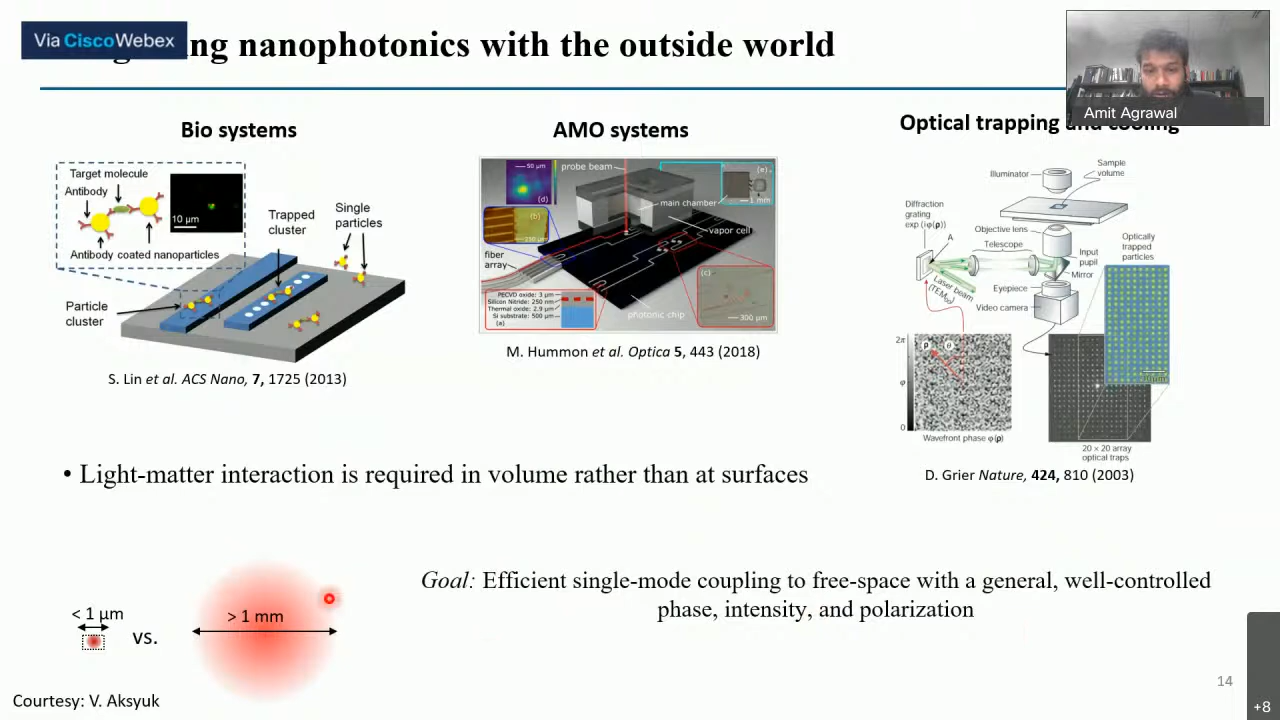 Via Cisco Webex
ng nanophotonics with the outside world
Amit Agrawal
Bio systems
AMO systems
Optical trapping and cooling
Target molecule
Antibody
10 µm
Antibody coated nanoparticles
Trapped
cluster
Single
particles
Particle
cluster
S. Lin et al. ACS Nano, 7, 1725 (2013)
50 µm
probe beam
(e)
1 mm
(d)
main chamber
(b)
vapor cell
fiber
array
(c)
PECVD oxide: 3 µm
Silicon Nitride: 250 nm
Thermal oxide: 2.9 µm
Si substrate: 500 µm
(a)
photonic chip
300 µm
M. Hummon et al. Optica 5, 443 (2018)
Illuminator
Sample
volume
Diffraction
grating
exp (iφ(ρ))
A
Objective lens
Telescope
Optically
trapped
particles
Input
pupil
Mirror
Laser beam
(TEM₀₀)
Eyepiece
Video camera
2π
φ
0
ρ
Θ
Wavefront phase φ(ρ)
20 × 20 array
optical traps
D. Grier Nature, 424, 810 (2003)
• Light-matter interaction is required in volume rather than at surfaces
Goal: Efficient single-mode coupling to free-space with a general, well-controlled
phase, intensity, and polarization
< 1 µm
vs.
> 1 mm
Courtesy: V. Aksyuk
14
+8